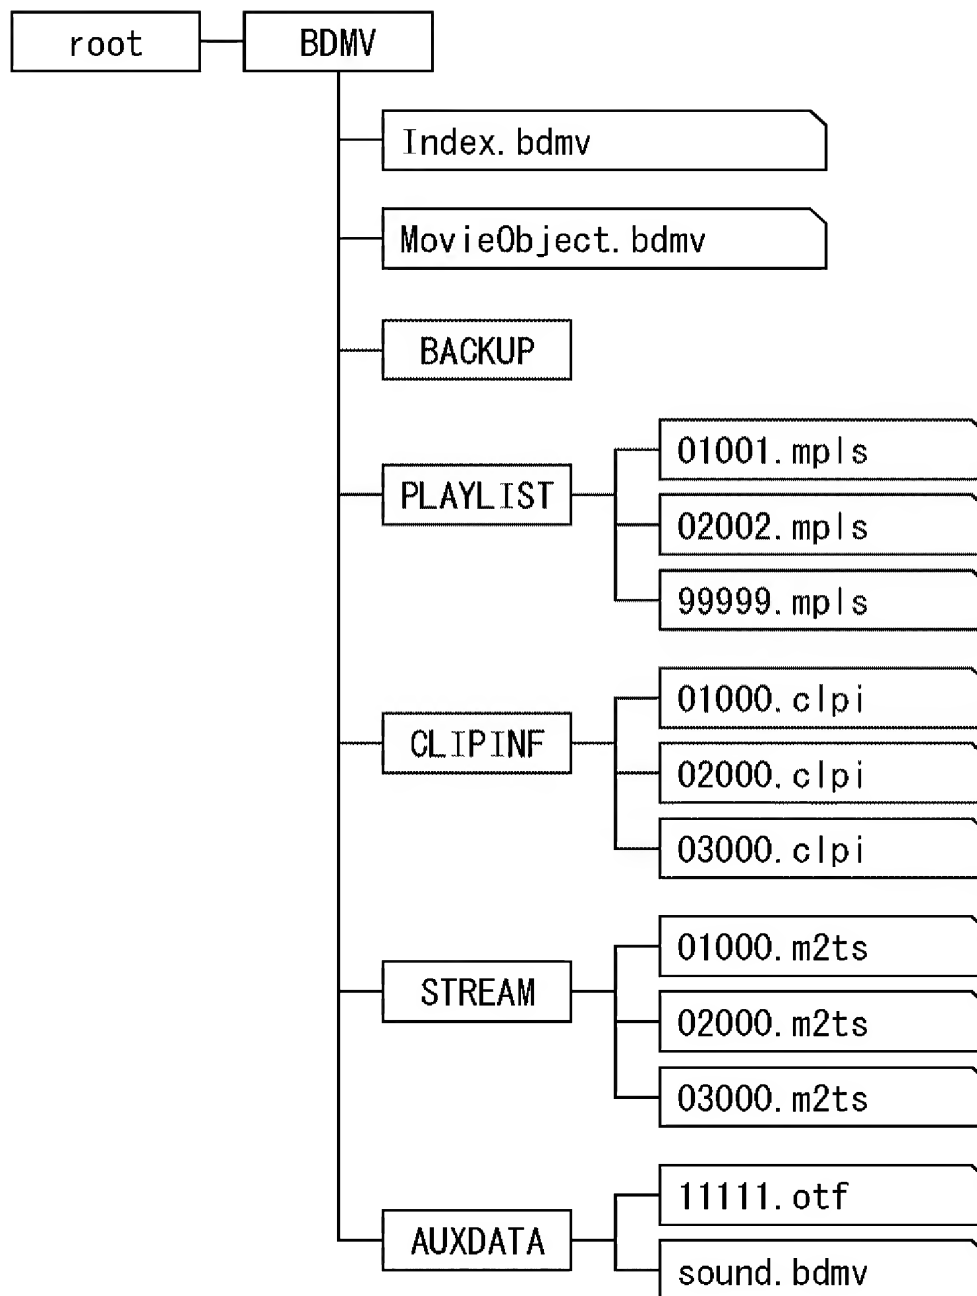 root
BDMV
Index.bdmv
MovieObject.bdmv
BACKUP
PLAYLIST
01001.mpls
02002.mpls
99999.mpls
CLIPINF
01000.clpi
02000.clpi
03000.clpi
STREAM
01000.m2ts
02000.m2ts
03000.m2ts
AUXDATA
11111.otf
sound.bdmv